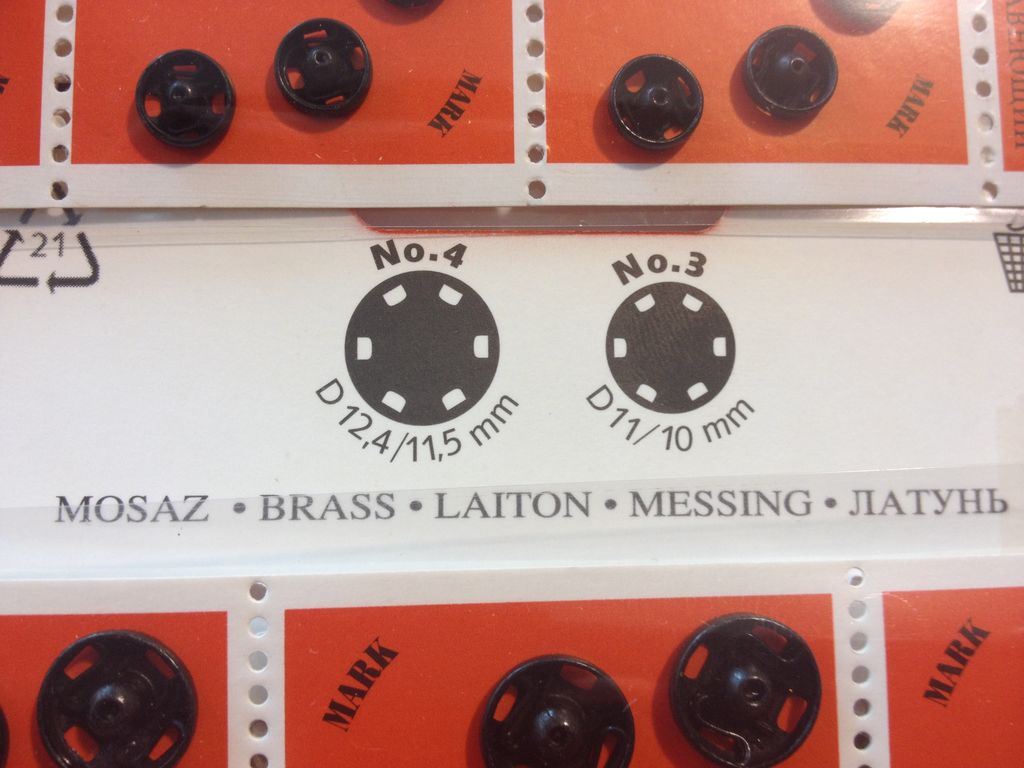 MARK
MARK
21
No.4
No.3
D 12,4/11,5 mm
D 11/10 mm
MOSAZ • BRASS • LAITON • MESSING • ЛАТУНЬ
MARK
MARK